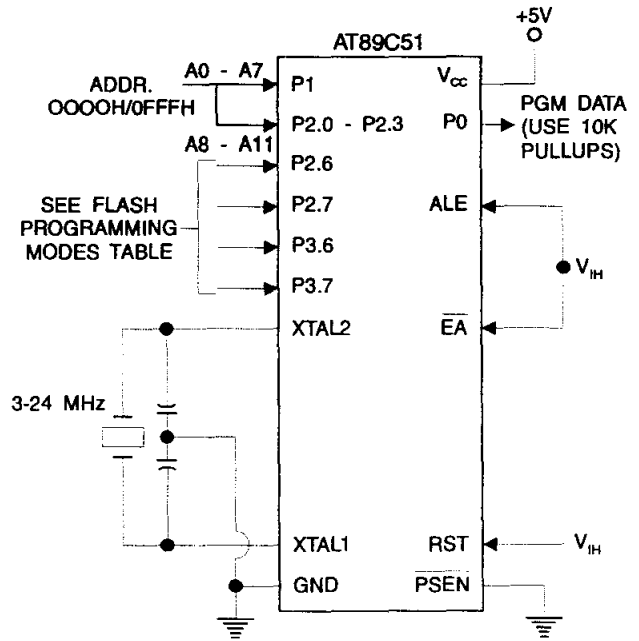 +5V
AT89C51
A0 - A7
ADDR.
OOOOH/0FFFH
P1
VCC
P2.0 - P2.3
P0
PGM DATA
(USE 10K
PULLUPS)
A8 - A11
P2.6
SEE FLASH
PROGRAMMING
MODES TABLE
P2.7
ALE
P3.6
VIH
P3.7
XTAL2
EA
3-24 MHz
XTAL1
RST
VIH
GND
PSEN